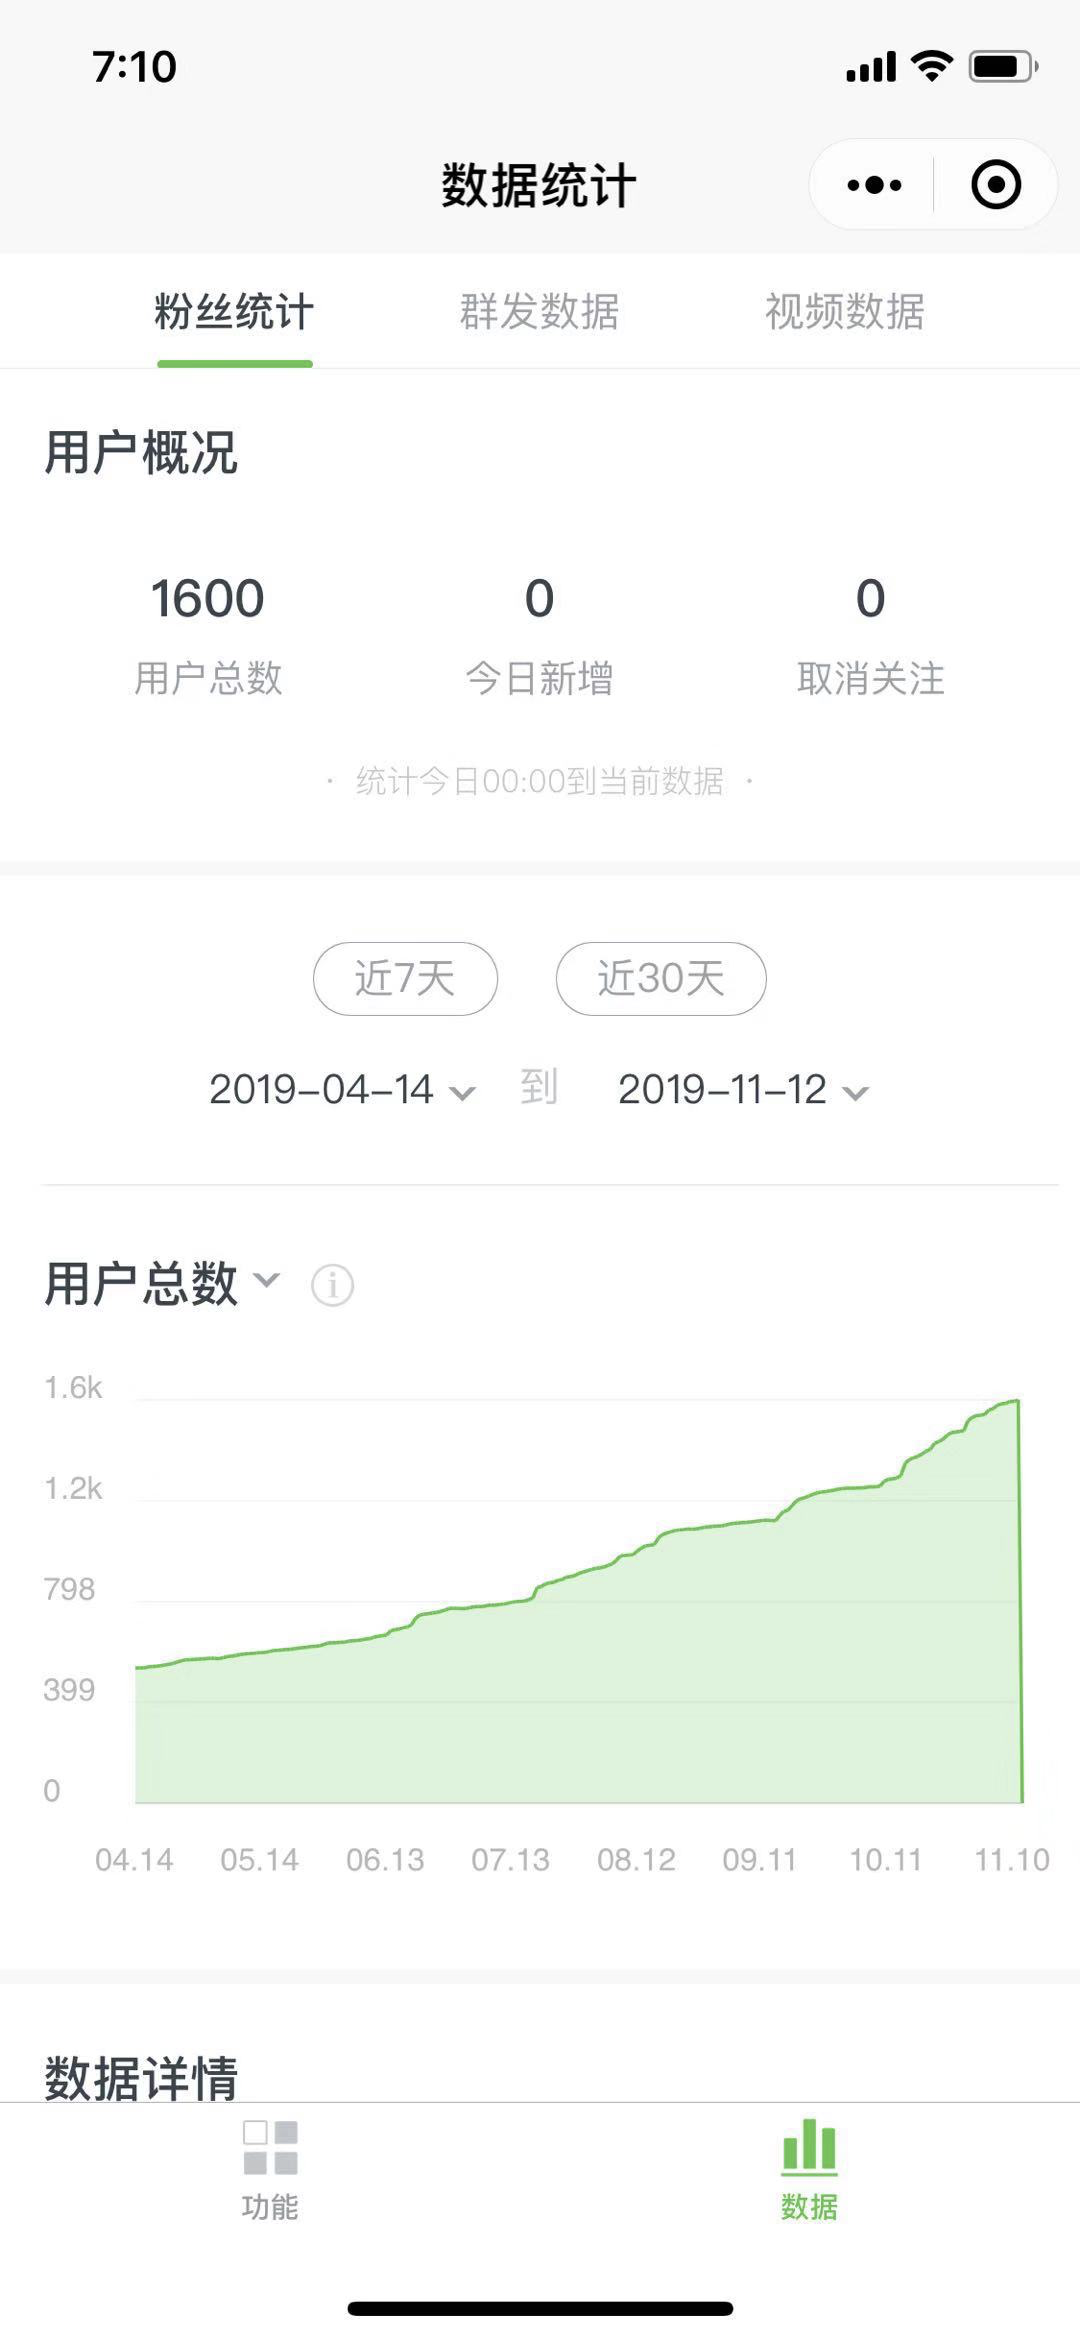 7:10
数据统计
粉丝统计 群发数据 视频数据
用户概况
1600 0 0
用户总数 今日新增 取消关注
· 统计今日00:00到当前数据 ·
近7天 近30天
2019-04-14 到 2019-11-12
用户总数 i
1.6k
1.2k
798
399
0
04.14 05.14 06.13 07.13 08.12 09.11 10.11 11.10
数据详情
功能 数据